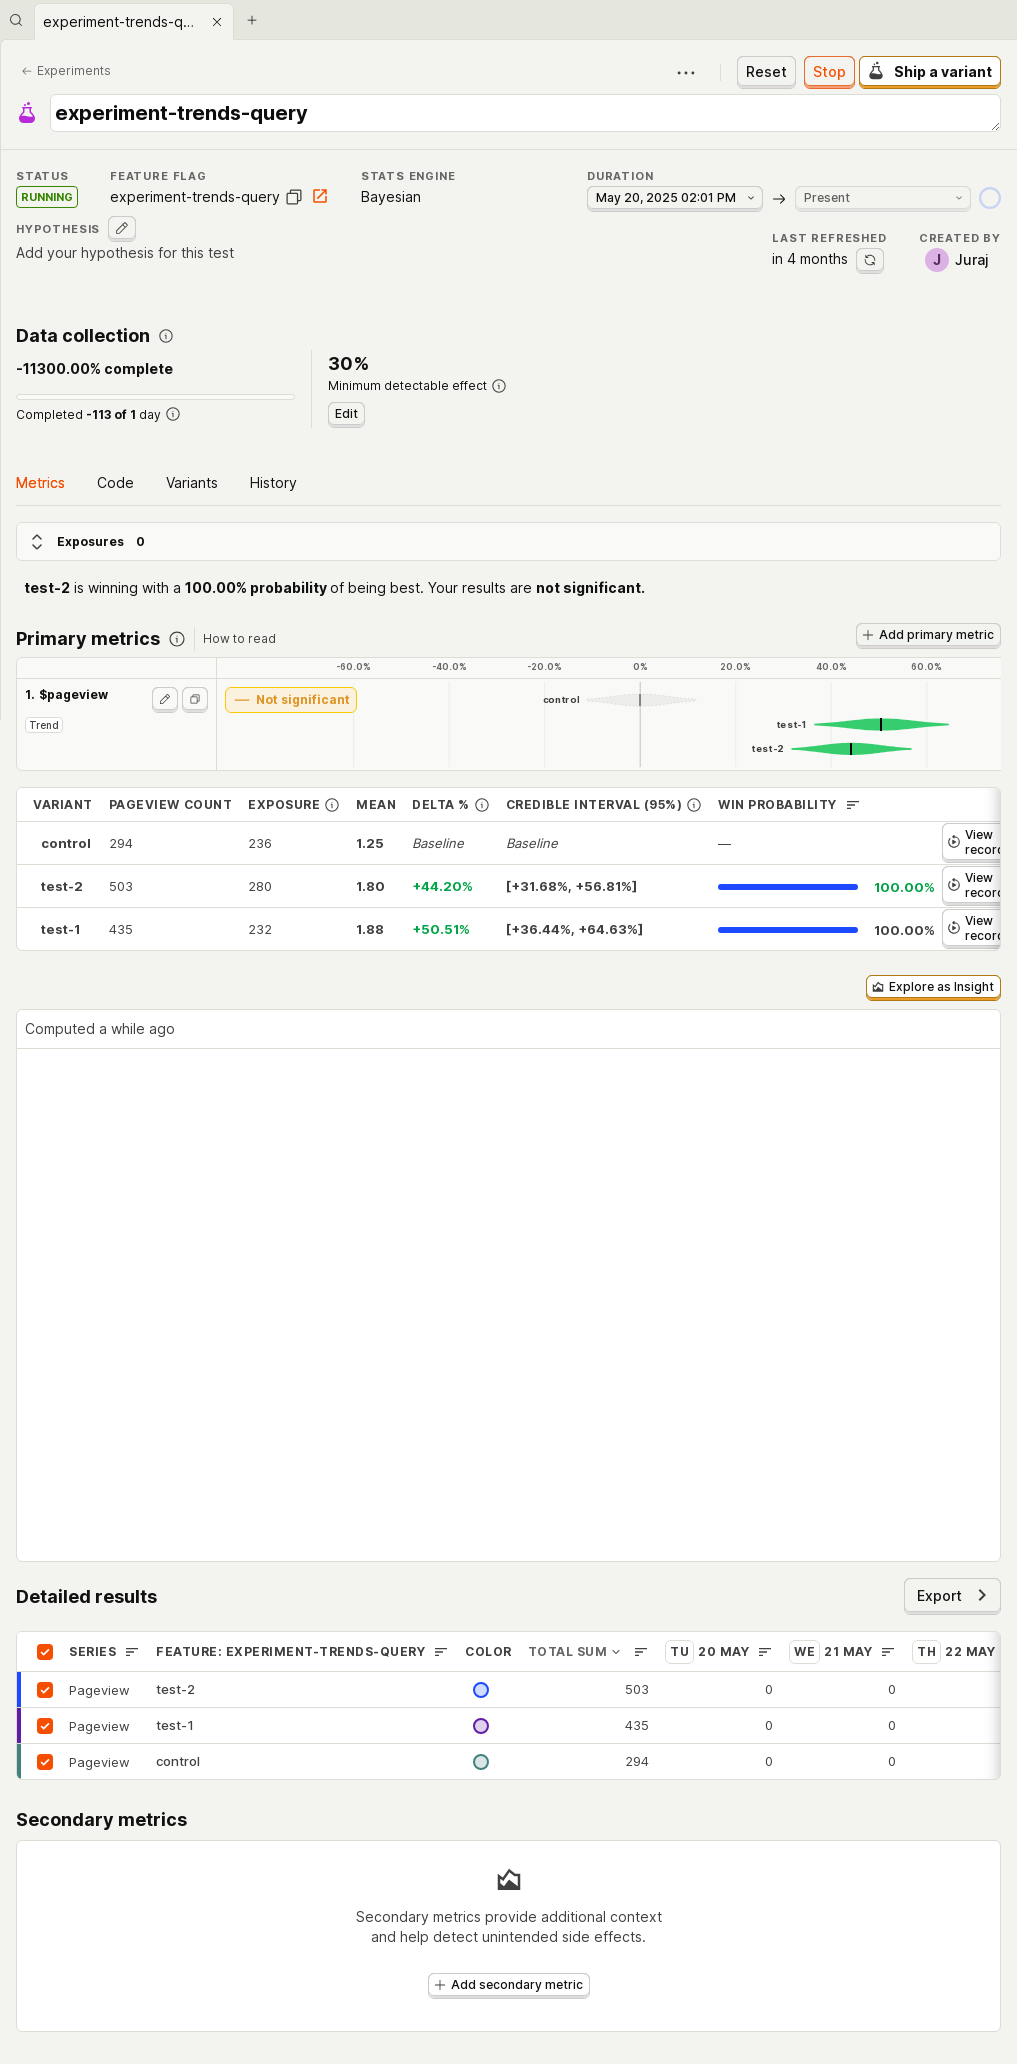 experiment-trends-q...
Experiments
Reset
Stop
Ship a variant
experiment-trends-query
STATUS
FEATURE FLAG
STATS ENGINE
DURATION
RUNNING
experiment-trends-query
Bayesian
May 20, 2025 02:01 PM
Present
HYPOTHESIS
LAST REFRESHED
CREATED BY
Add your hypothesis for this test
in 4 months
J Juraj
Data collection
-11300.00% complete
30%
Minimum detectable effect
Completed -113 of 1 day
Edit
Metrics Code Variants History
Exposures 0
test-2 is winning with a 100.00% probability of being best. Your results are not significant.
Primary metrics
How to read
Add primary metric
-60.0% -40.0% -20.0% 0% 20.0% 40.0% 60.0%
1. $pageview
Not significant
control
Trend
test-1
test-2
VARIANT PAGEVIEW COUNT EXPOSURE MEAN DELTA % CREDIBLE INTERVAL (95%) WIN PROBABILITY
control 294 236 1.25 Baseline Baseline — View record
test-2 503 280 1.80 +44.20% [+31.68%, +56.81%] 100.00% View record
test-1 435 232 1.88 +50.51% [+36.44%, +64.63%] 100.00% View record
Explore as Insight
Computed a while ago
Detailed results
Export
SERIES FEATURE: EXPERIMENT-TRENDS-QUERY COLOR TOTAL SUM TU 20 MAY WE 21 MAY TH 22 MAY
Pageview test-2 503 0 0
Pageview test-1 435 0 0
Pageview control 294 0 0
Secondary metrics
Secondary metrics provide additional context
and help detect unintended side effects.
Add secondary metric